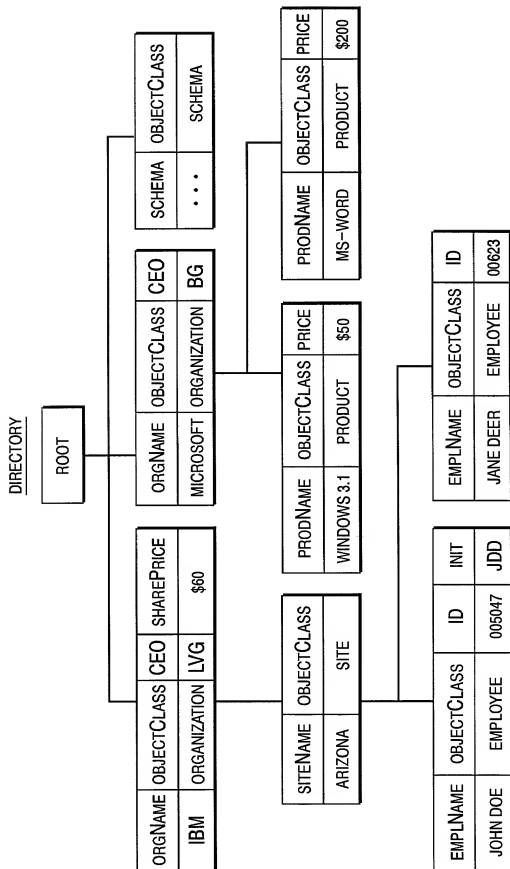 DIRECTORY
ROOT
ORGNAME OBJECTCLASS CEO SHAREPRICE
IBM ORGANIZATION LVG $60
ORGNAME OBJECTCLASS CEO
MICROSOFT ORGANIZATION BG
SCHEMA OBJECTCLASS
... SCHEMA
SITENAME OBJECTCLASS
ARIZONA SITE
PRODNAME OBJECTCLASS PRICE
WINDOWS 3.1 PRODUCT $50
PRODNAME OBJECTCLASS PRICE
MS-WORD PRODUCT $200
EMPLNAME OBJECTCLASS ID INIT
JOHN DOE EMPLOYEE 005047 JDD
EMPLNAME OBJECTCLASS ID
JANE DEER EMPLOYEE 00623